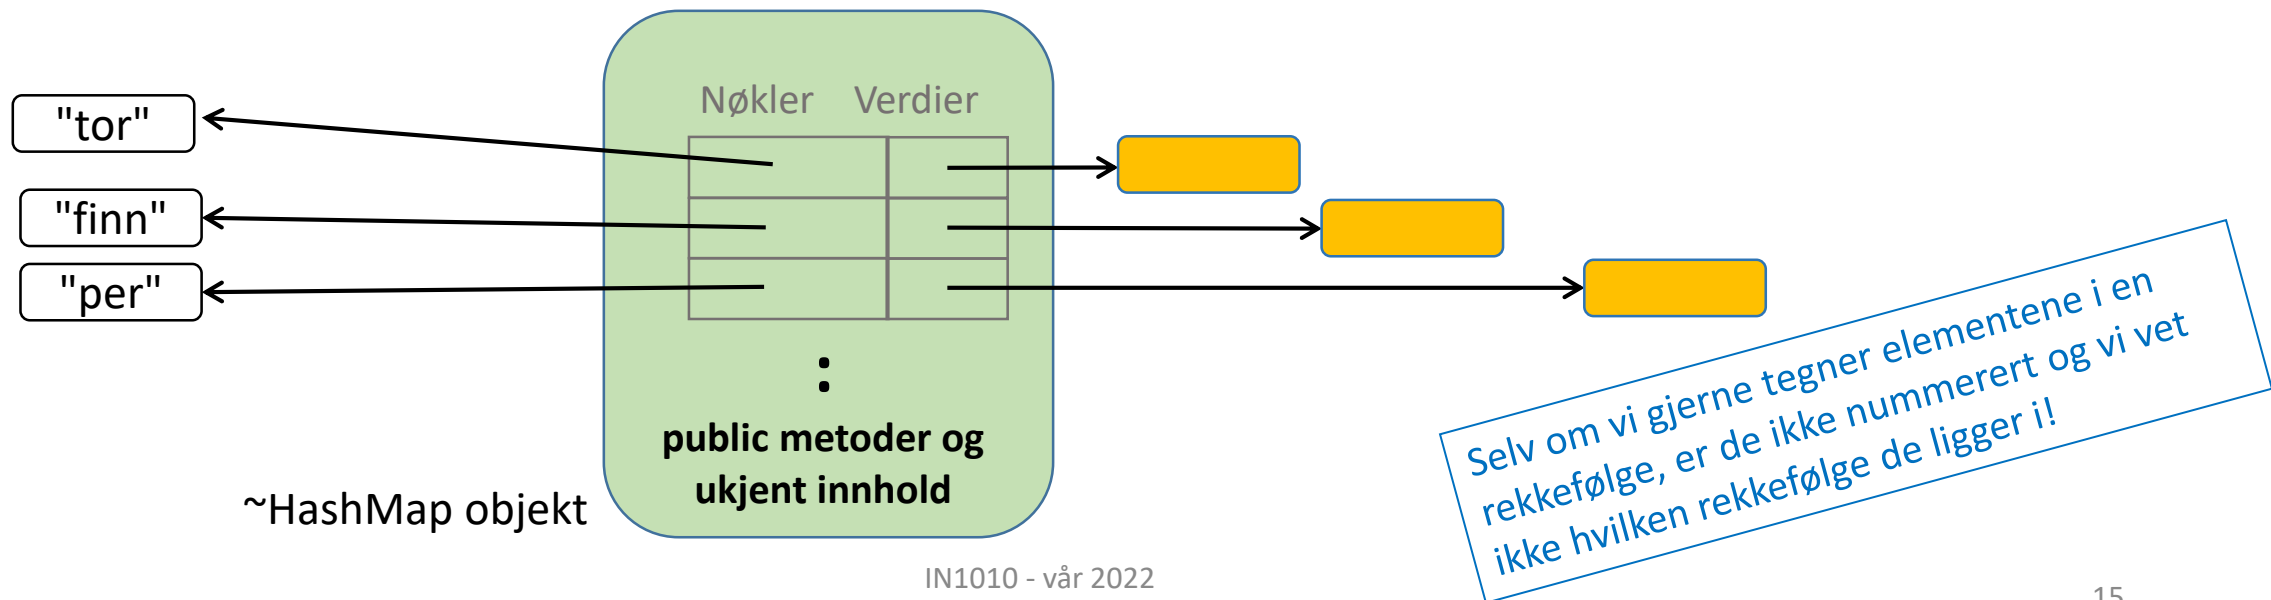 Nøkler Verdier
"tor"
"finn"
"per"
:
public metoder og
ukjent innhold
~HashMap objekt
Selv om vi gjerne tegner elementene i en
rekkefølge, er de ikke nummerert og vi vet
ikke hvilken rekkefølge de ligger i!
IN1010 - vår 2022
15